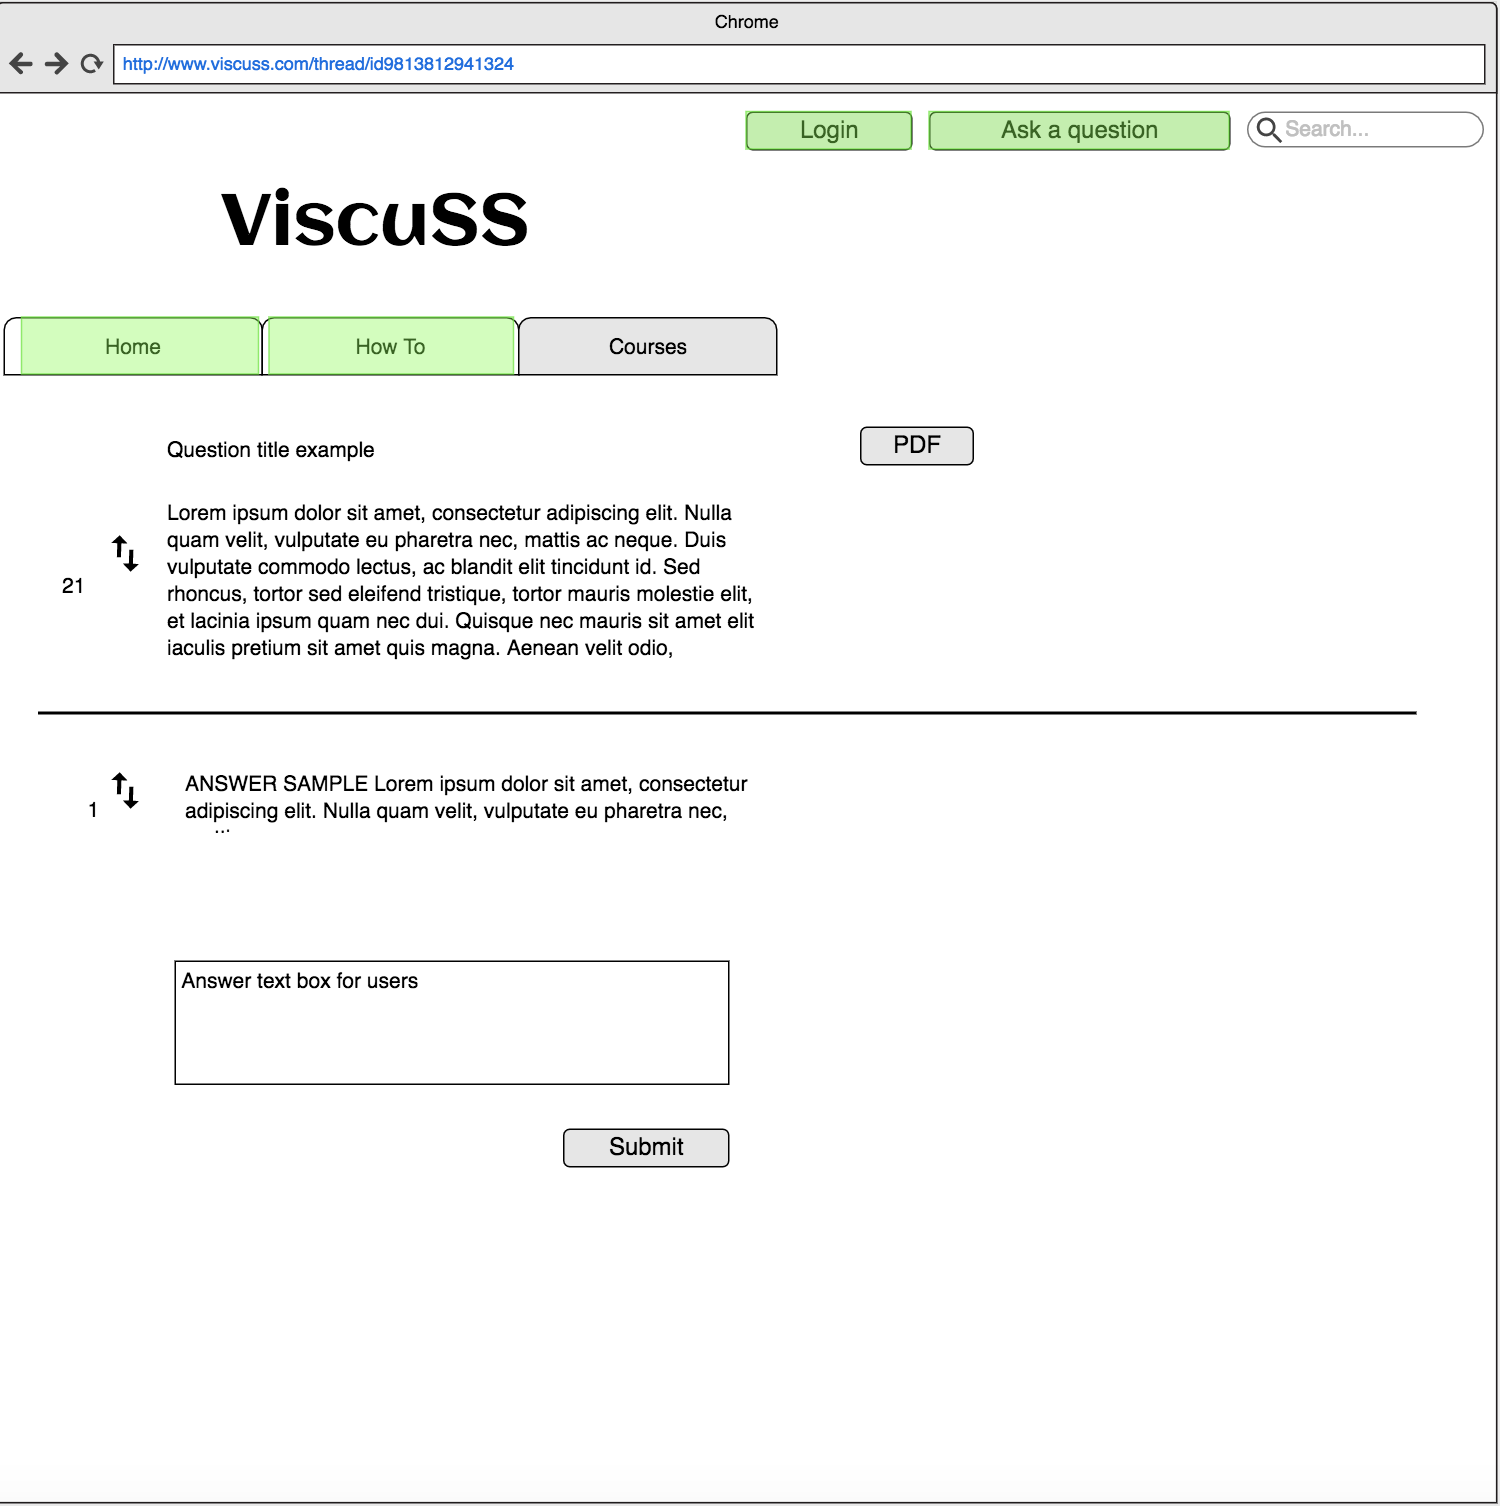 Chrome
http://www.viscuss.com/thread/id9813812941324
Login
Ask a question
Search...
ViscuSS
Home
How To
Courses
Question title example
PDF
Lorem ipsum dolor sit amet, consectetur adipiscing elit. Nulla
quam velit, vulputate eu pharetra nec, mattis ac neque. Duis
vulputate commodo lectus, ac blandit elit tincidunt id. Sed
rhoncus, tortor sed eleifend tristique, tortor mauris molestie elit,
et lacinia ipsum quam nec dui. Quisque nec mauris sit amet elit
iaculis pretium sit amet quis magna. Aenean velit odio,
21
ANSWER SAMPLE Lorem ipsum dolor sit amet, consectetur
adipiscing elit. Nulla quam velit, vulputate eu pharetra nec,
1
Answer text box for users
Submit